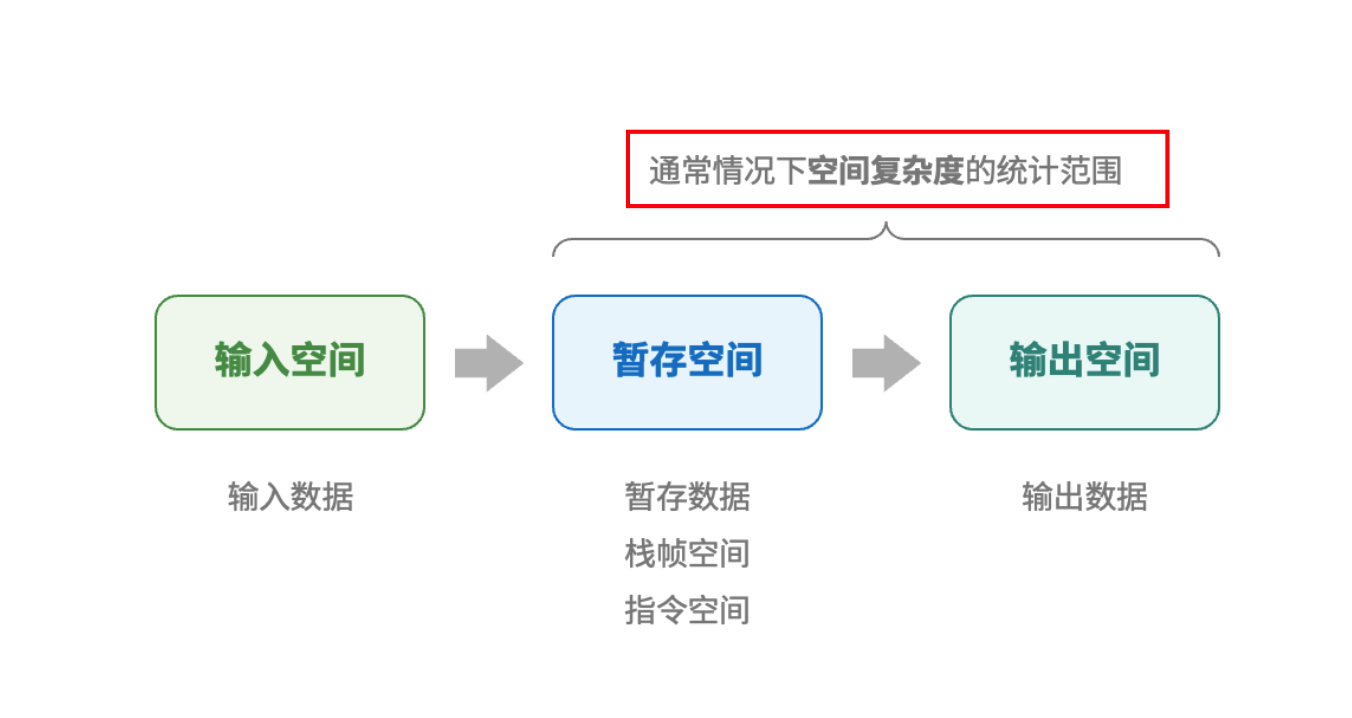 通常情况下空间复杂度的统计范围
输入空间
暂存空间
输出空间
输入数据
暂存数据
输出数据
栈帧空间
指令空间